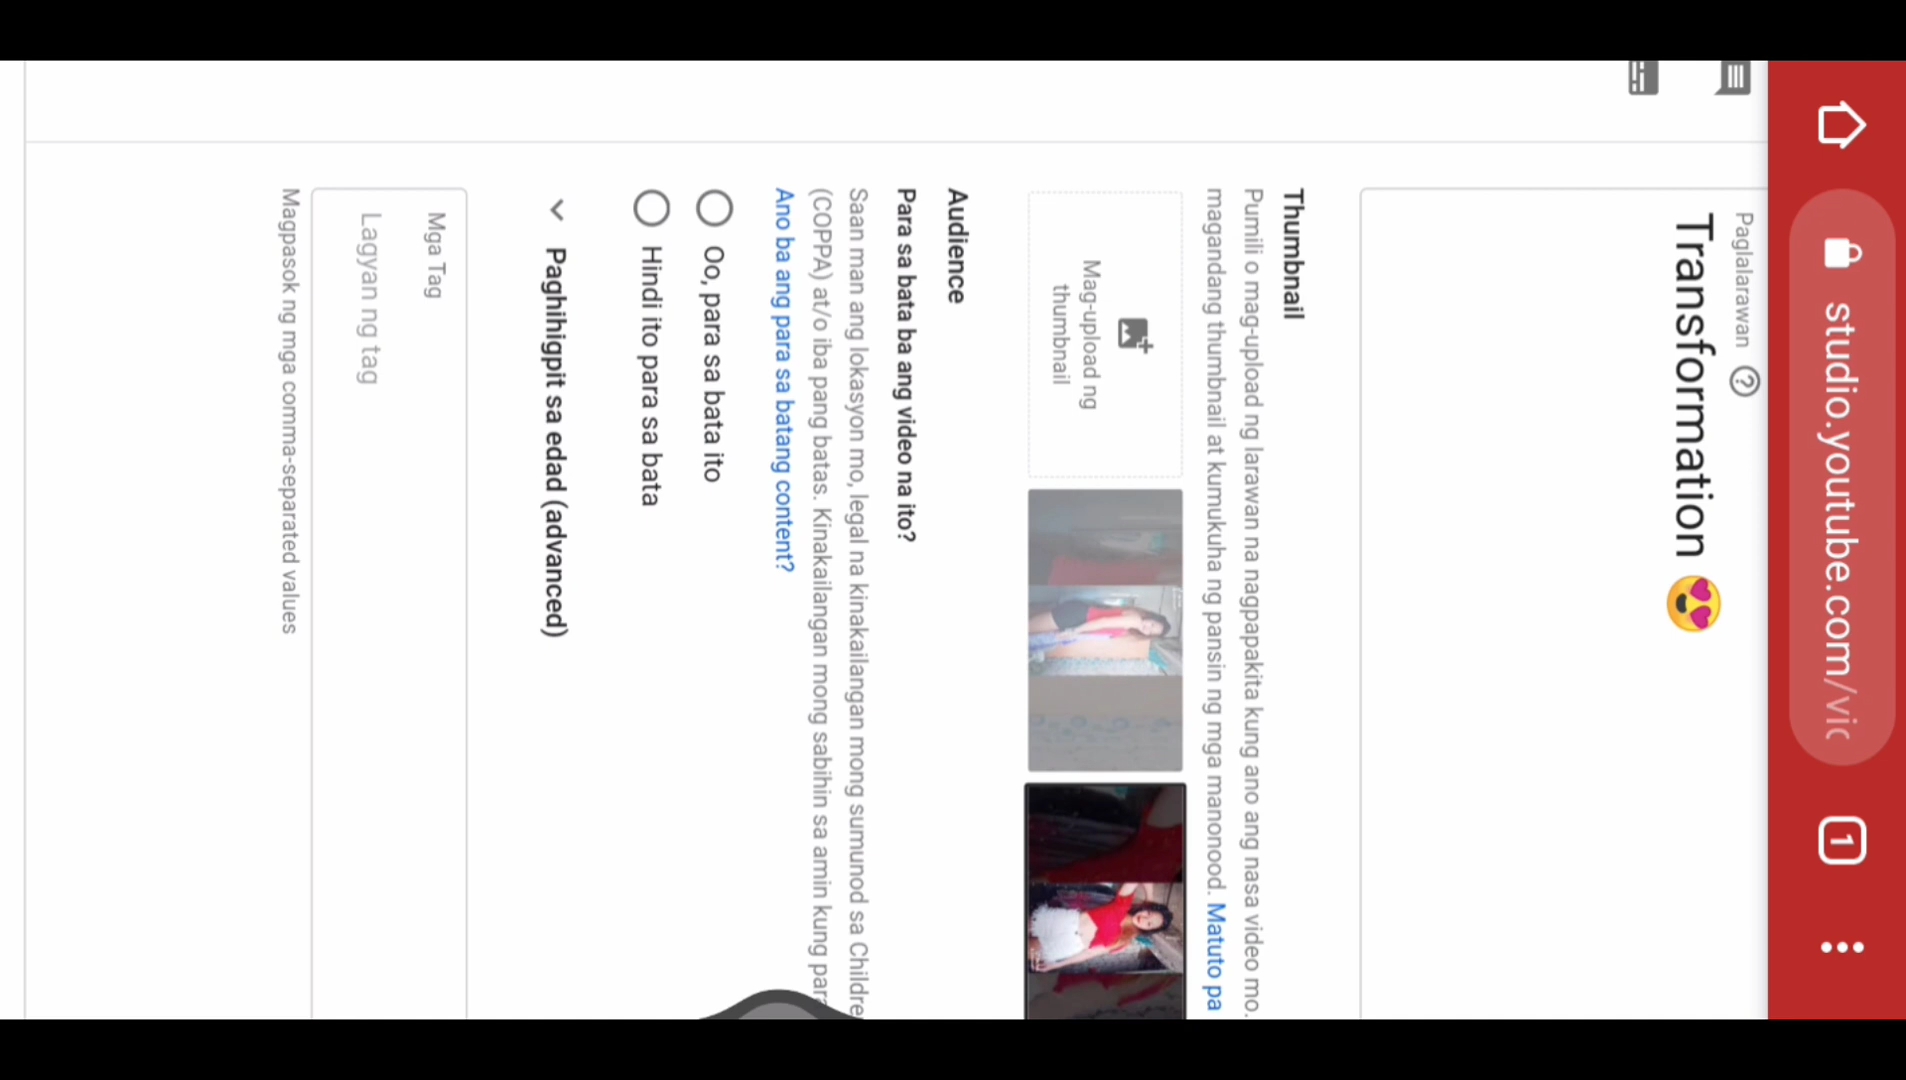 studio.youtube.com/vic
1
Paglalarawan
Transformation 😍
Thumbnail
Pumili o mag-upload ng larawan na nagpapakita kung ano ang nasa video mo.
magandang thumbnail at kumukuha ng pansin ng mga manonood. Matuto pa
Mag-upload ng
thumbnail
Audience
Para sa bata ba ang video na ito?
Saan man ang lokasyon mo, legal na kinakailangan mong sumunod sa Childre
(COPPA) at/o iba pang batas. Kinakailangan mong sabihin sa amin kung para
Ano ba ang para sa batang content?
Oo, para sa bata ito
Hindi ito para sa bata
Paghihigpit sa edad (advanced)
Mga Tag
Lagyan ng tag
Magpasok ng mga comma-separated values